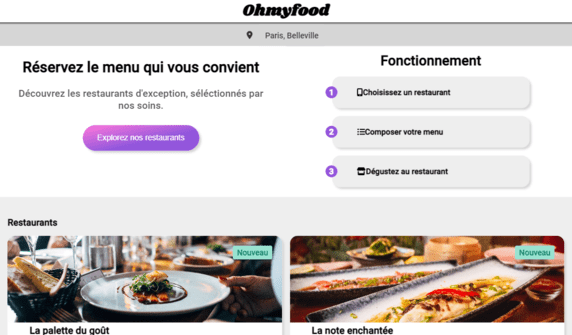 Ohmyfood
Paris, Belleville
Réservez le menu qui vous convient
Découvrez les restaurants d'exception, séléctionnés par
nos soins.
Explorez nos restaurants
Fonctionnement
1 Choisissez un restaurant
2 Composer votre menu
3 Dégustez au restaurant
Restaurants
Nouveau
La palette du goût
Nouveau
La note enchantée